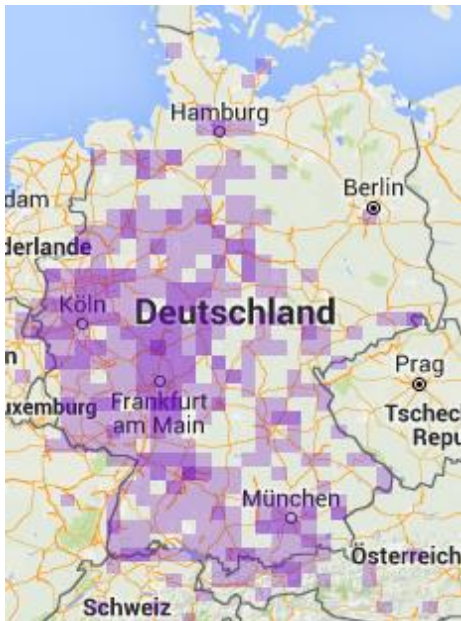 Hamburg
Berlin
dam
derlande
Köln
Deutschland
n
Prag
uxemburg
Frankfurt
am Main
Tschec
Repu
München
Österreich
Schweiz